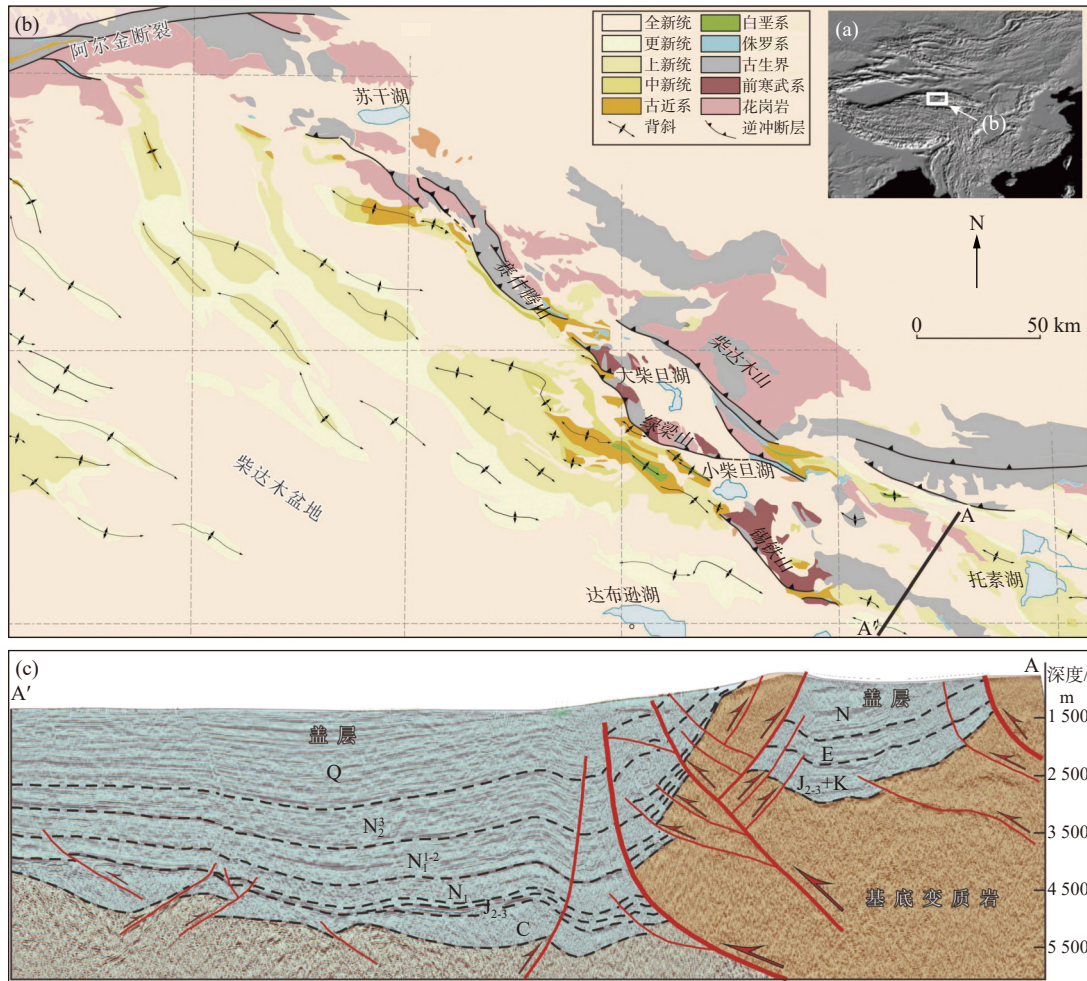 (b)
阿尔金断裂
苏干湖
全新统
白垩系
更新统
侏罗系
上新统
古生界
中新统
前寒武系
古近系
花岗岩
背斜
逆冲断层
(a)
(b)
N
0 50 km
赛什腾山
柴达木山
大柴旦湖
绿梁山
小柴旦湖
柴达木盆地
锡铁山
达布逊湖
托素湖
A
A″
(c)
A′
A
深度/
m
盖层
盖层
N
Q
E
J2-3+K
N₂³
N₁¹⁻²
N₁
J2-3
C
基底变质岩
1 500
2 500
3 500
4 500
5 500